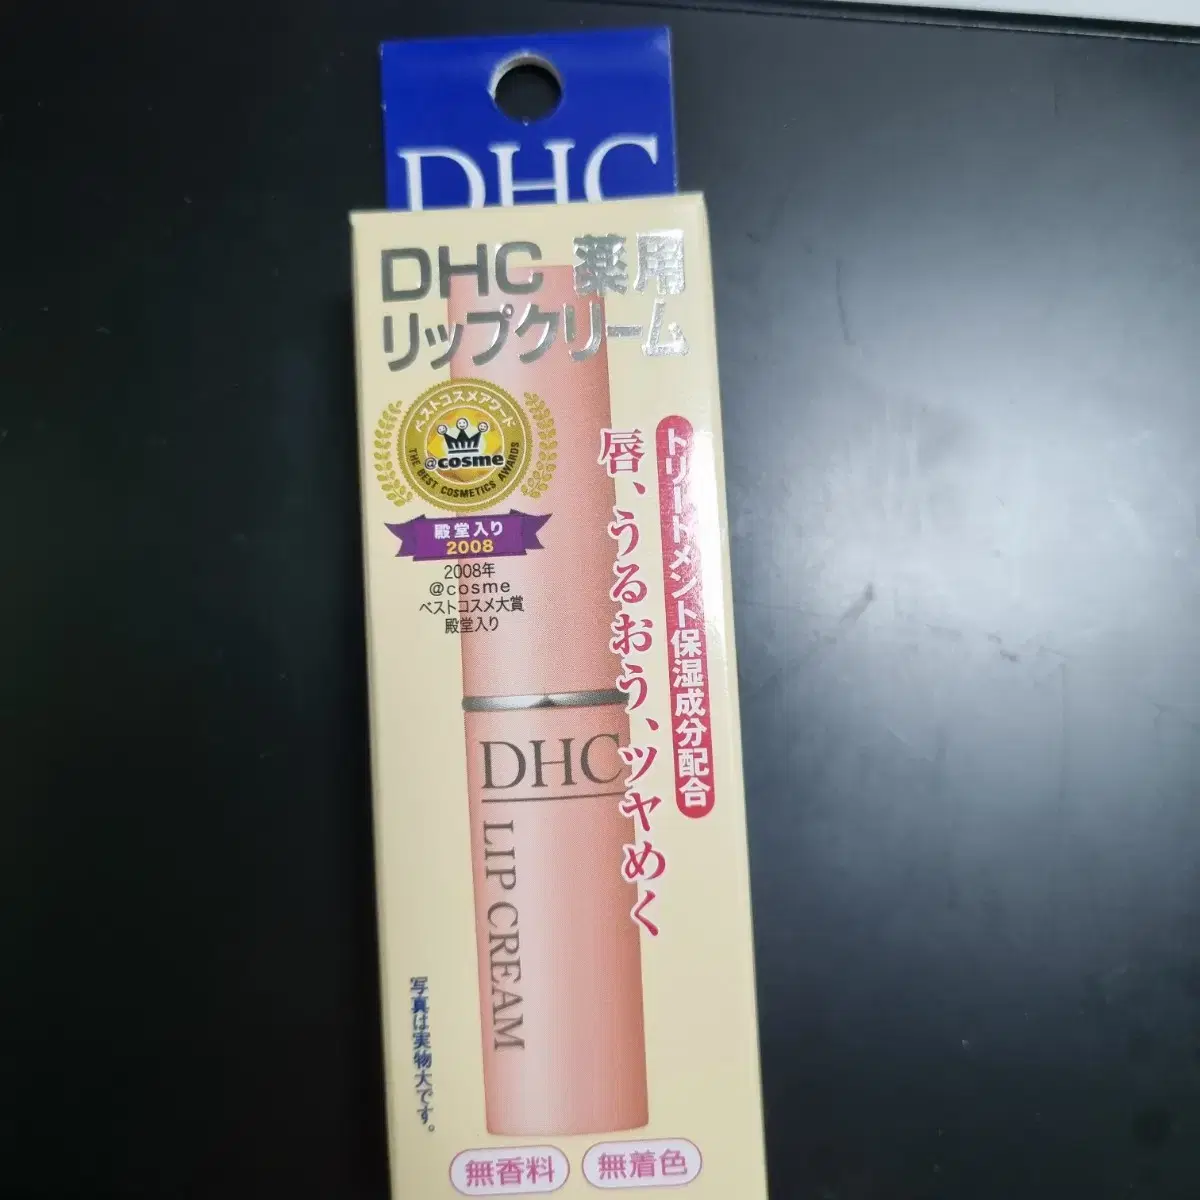 DHC
DHC 薬用
リップクリーム
ベストコスメアワード
@cosme
THE BEST COSMETICS AWARDS
殿堂入り
2008
2008年
@cosme
ベストコスメ大賞
殿堂入り
トリートメント保湿成分配合
唇、うるおう、ツヤめく
DHC
LIP CREAM
写真は実物大です。
無香料
無着色